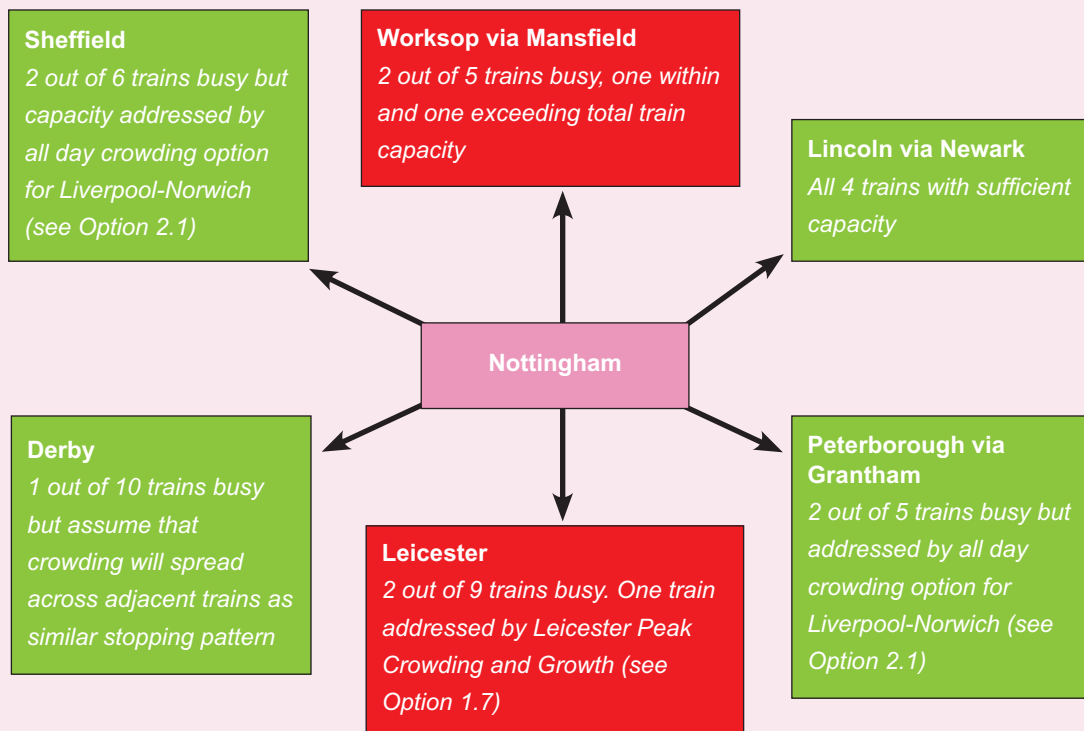 Sheffield
2 out of 6 trains busy but
capacity addressed by
all day crowding option
for Liverpool-Norwich
(see Option 2.1)
Worksop via Mansfield
2 out of 5 trains busy, one within
and one exceeding total train
capacity
Lincoln via Newark
All 4 trains with sufficient
capacity
Nottingham
Derby
1 out of 10 trains busy
but assume that
crowding will spread
across adjacent trains as
similar stopping pattern
Leicester
2 out of 9 trains busy. One train
addressed by Leicester Peak
Crowding and Growth (see
Option 1.7)
Peterborough via
Grantham
2 out of 5 trains busy but
addressed by all day
crowding option for
Liverpool-Norwich (see
Option 2.1)